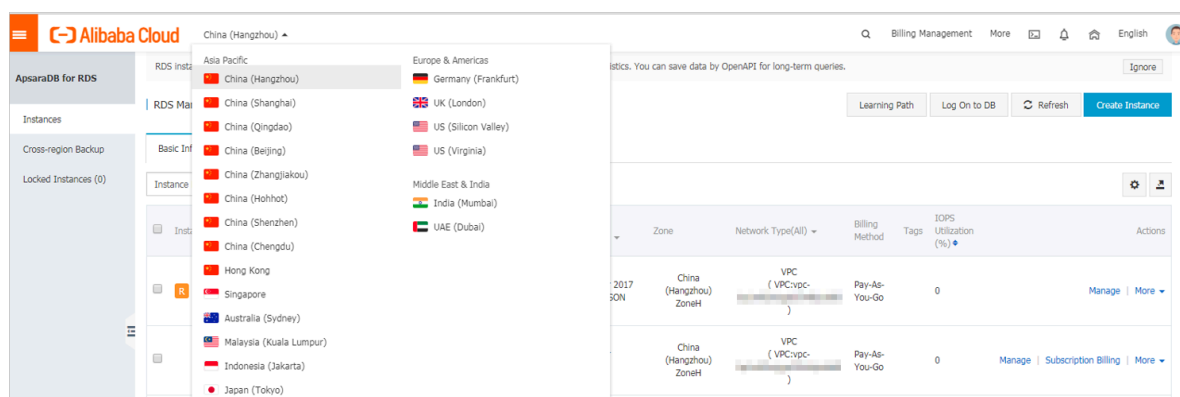 Alibaba Cloud
China (Hangzhou)
Billing Management
More
English
ApsaraDB for RDS
Instances
Cross-region Backup
Locked Instances (0)
RDS insta
istics. You can save data by OpenAPI for long-term queries.
Ignore
RDS Mar
Learning Path
Log On to DB
Refresh
Create Instance
Basic Inf
Instance
Asia Pacific
China (Hangzhou)
China (Shanghai)
China (Qingdao)
China (Beijing)
China (Zhangjiakou)
China (Hohhot)
China (Shenzhen)
China (Chengdu)
Hong Kong
Singapore
Australia (Sydney)
Malaysia (Kuala Lumpur)
Indonesia (Jakarta)
Japan (Tokyo)
Europe & Americas
Germany (Frankfurt)
UK (London)
US (Silicon Valley)
US (Virginia)
Middle East & India
India (Mumbai)
UAE (Dubai)
Insta
Zone
Network Type(All)
Billing
Method
Tags
IOPS
Utilization
(%)
Actions
R
2017
SON
China
(Hangzhou)
ZoneH
VPC
( VPC:vpc-
)
Pay-As-
You-Go
0
Manage | More
China
(Hangzhou)
ZoneH
VPC
( VPC:vpc-
)
Pay-As-
You-Go
0
Manage | Subscription Billing | More